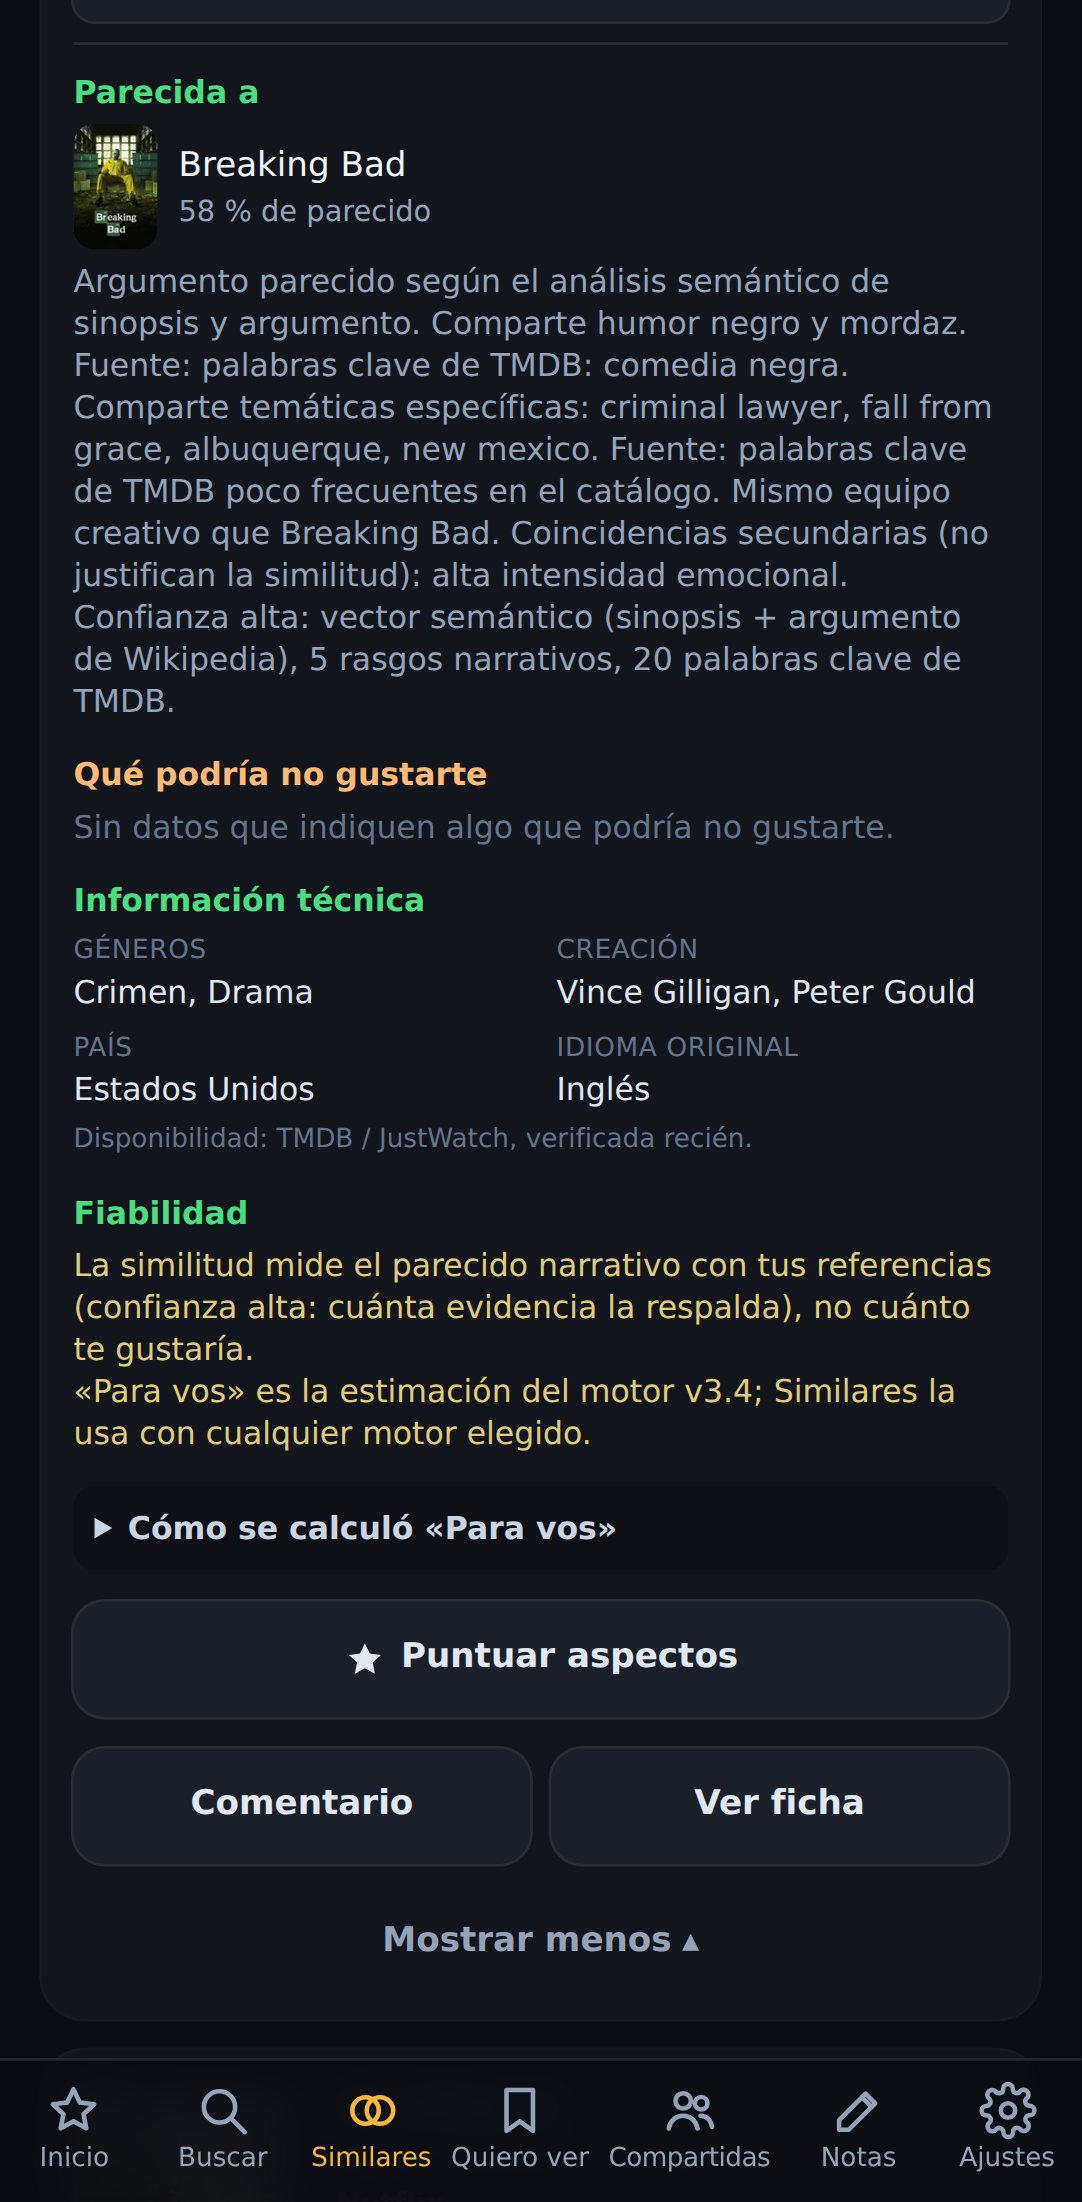 Parecida a
Breaking Bad
Breaking
Bad
58 % de parecido
Argumento parecido según el análisis semántico de
sinopsis y argumento. Comparte humor negro y mordaz.
Fuente: palabras clave de TMDB: comedia negra.
Comparte temáticas específicas: criminal lawyer, fall from
grace, albuquerque, new mexico. Fuente: palabras clave
de TMDB poco frecuentes en el catálogo. Mismo equipo
creativo que Breaking Bad. Coincidencias secundarias (no
justifican la similitud): alta intensidad emocional.
Confianza alta: vector semántico (sinopsis + argumento
de Wikipedia), 5 rasgos narrativos, 20 palabras clave de
TMDB.
Qué podría no gustarte
Sin datos que indiquen algo que podría no gustarte.
Información técnica
GÉNEROS
Crimen, Drama
CREACIÓN
Vince Gilligan, Peter Gould
PAÍS
Estados Unidos
IDIOMA ORIGINAL
Inglés
Disponibilidad: TMDB / JustWatch, verificada recién.
Fiabilidad
La similitud mide el parecido narrativo con tus referencias
(confianza alta: cuánta evidencia la respalda), no cuánto
te gustaría.
«Para vos» es la estimación del motor v3.4; Similares la
usa con cualquier motor elegido.
▶ Cómo se calculó «Para vos»
★ Puntuar aspectos
Comentario
Ver ficha
Mostrar menos ▴
Inicio
Buscar
Similares
Quiero ver
Compartidas
Notas
Ajustes